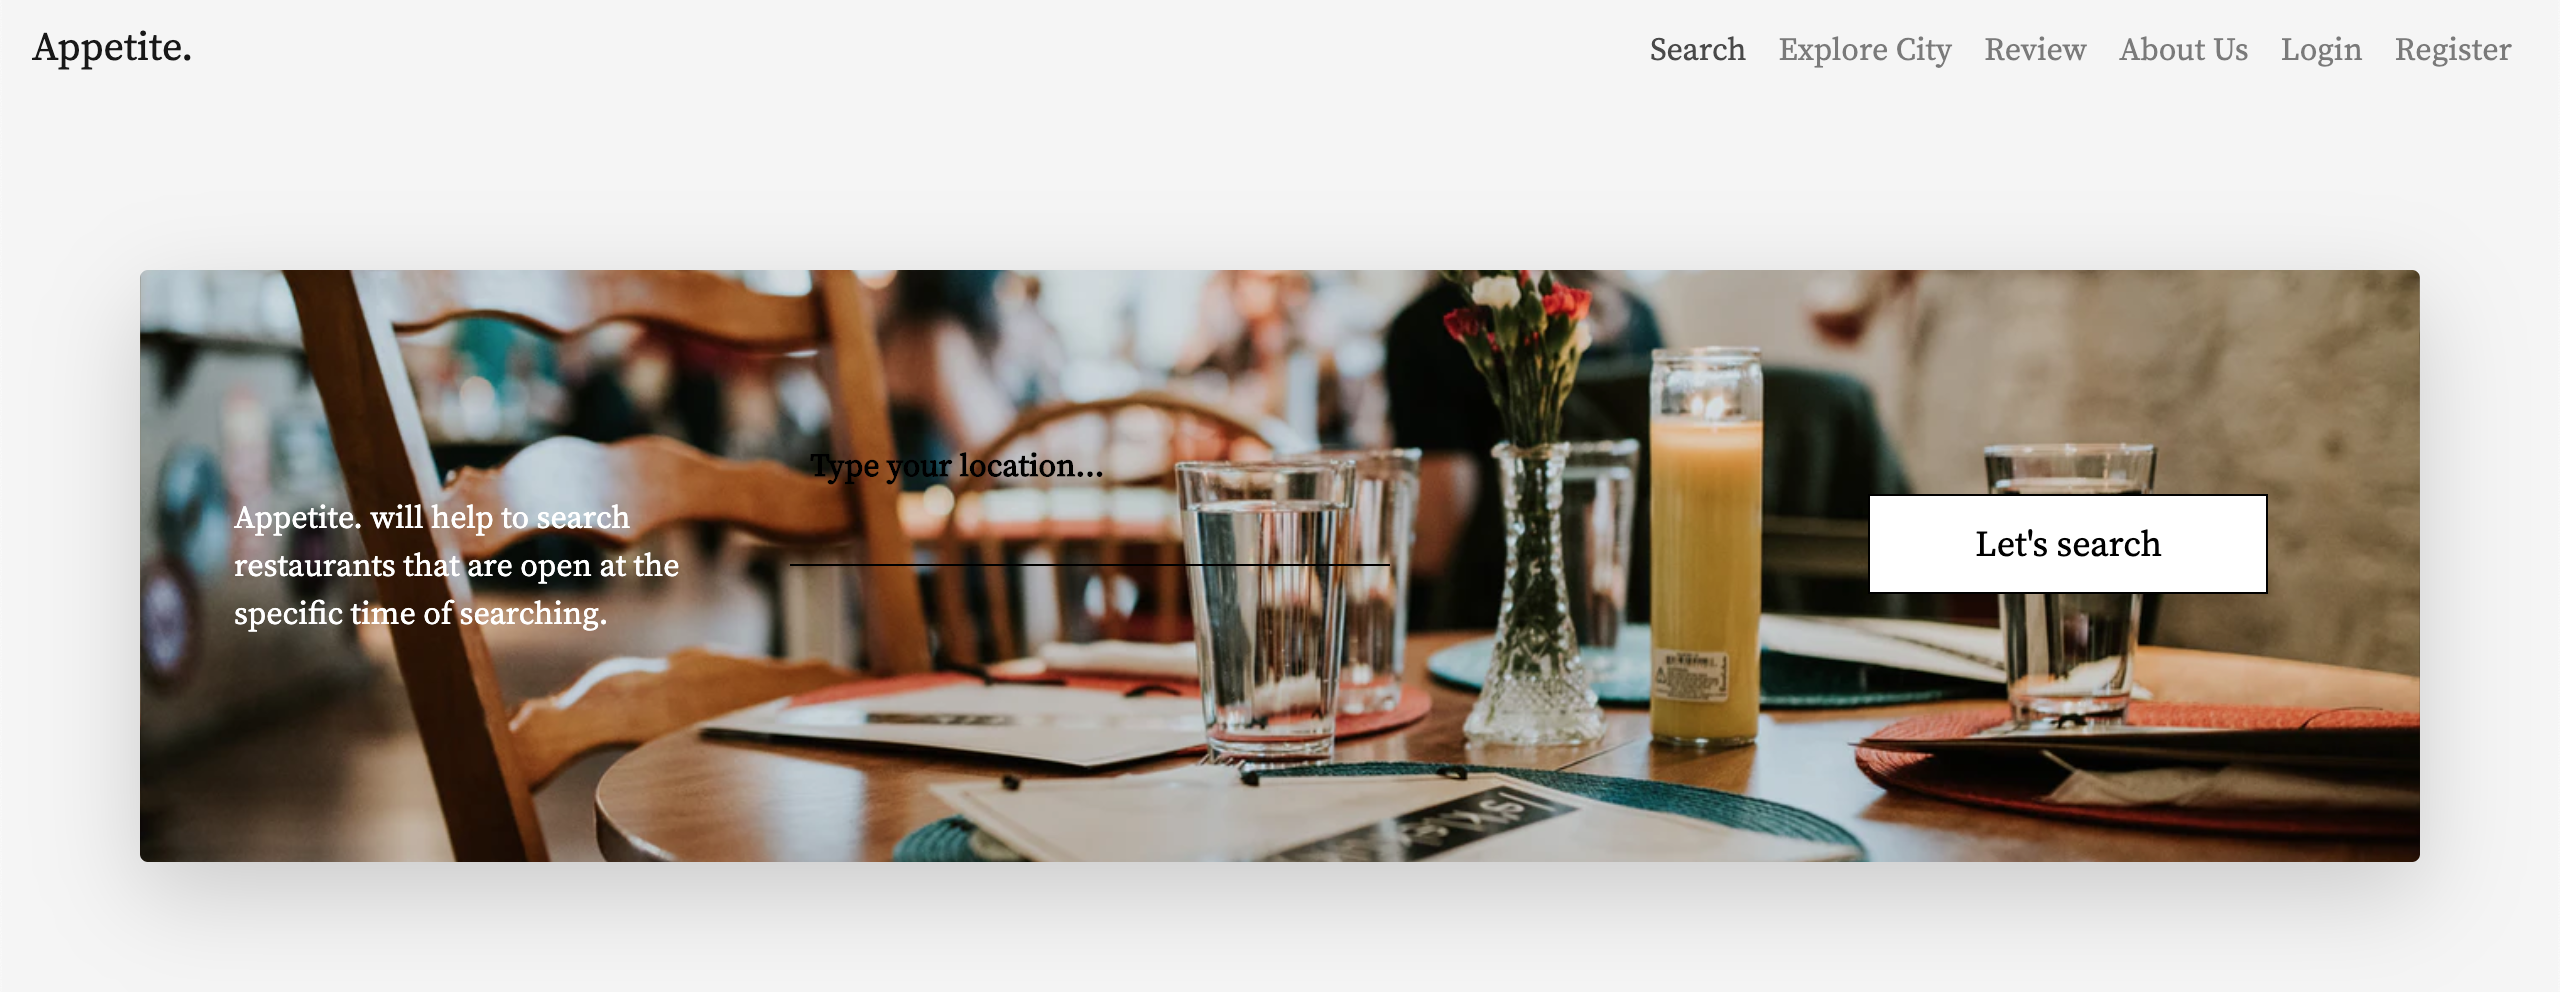 Appetite.
Search Explore City Review About Us Login Register
Type your location...
Appetite. will help to search
restaurants that are open at the
specific time of searching.
Let's search